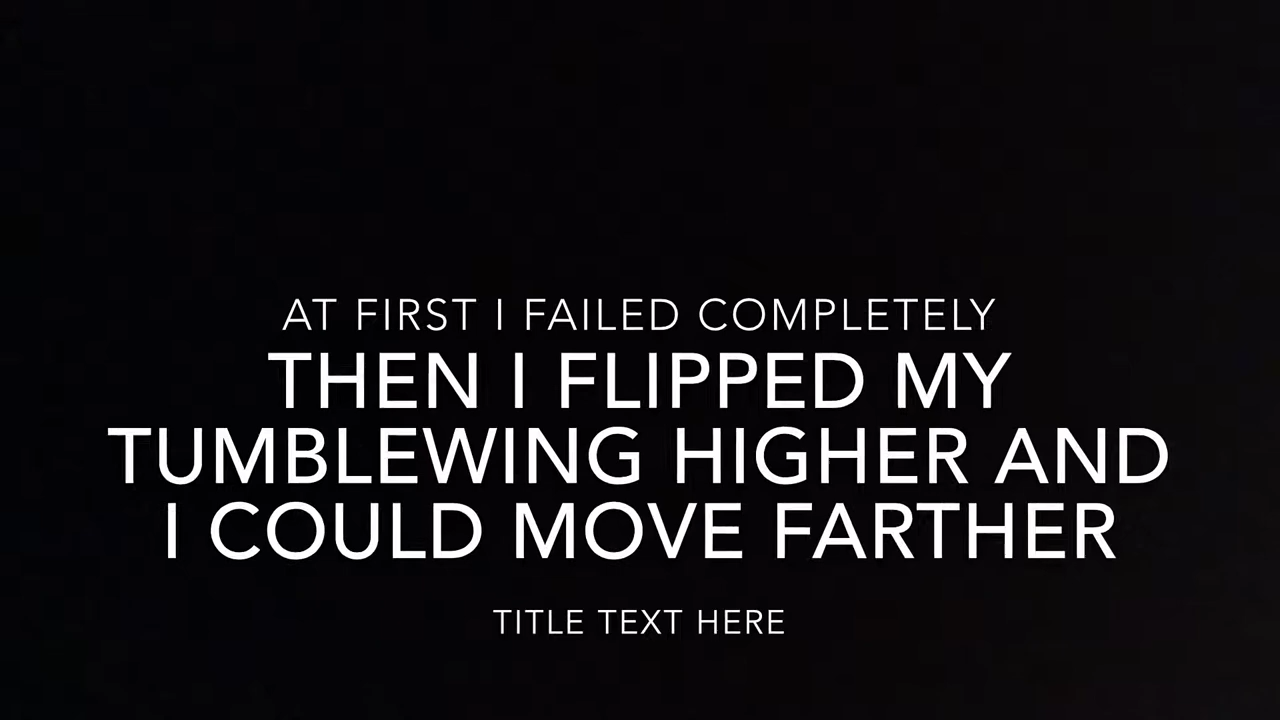 AT FIRST I FAILED COMPLETELY
THEN I FLIPPED MY
TUMBLEWING HIGHER AND
I COULD MOVE FARTHER
TITLE TEXT HERE